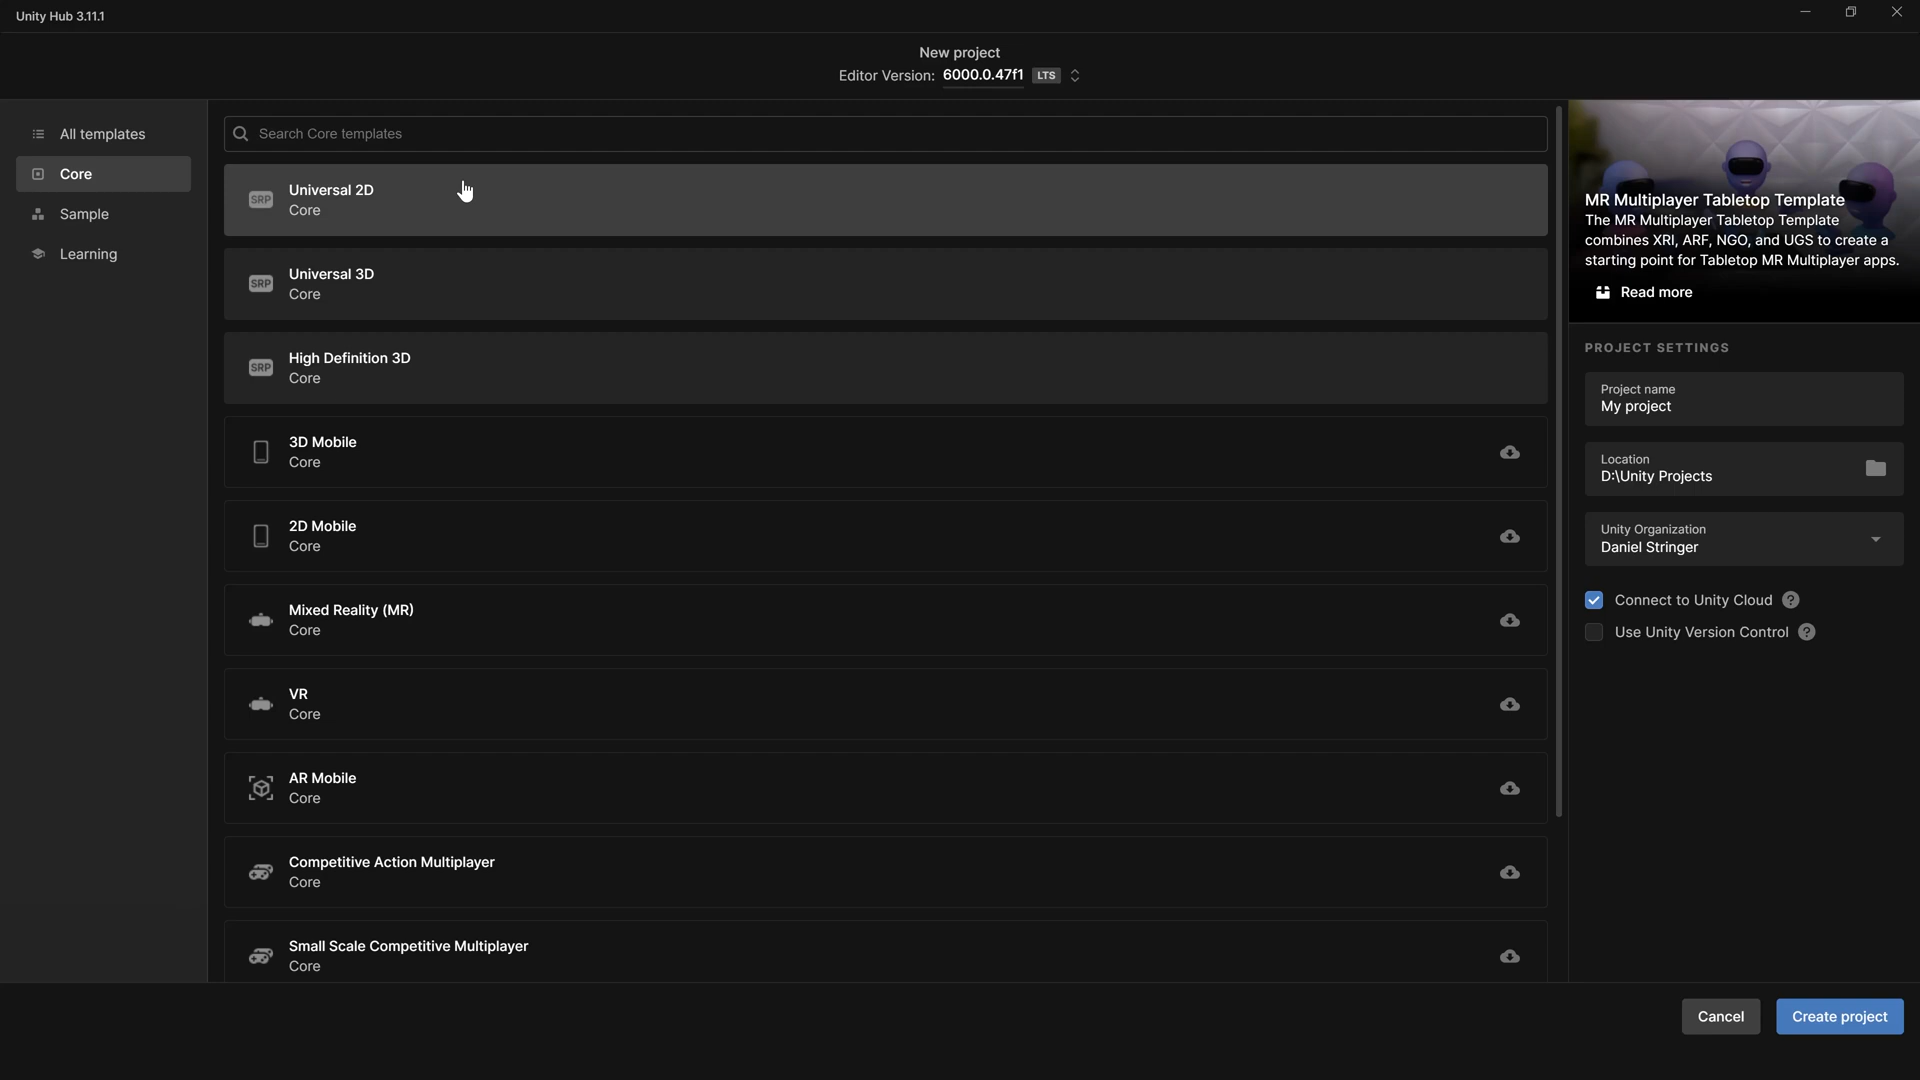 Unity Hub 3.11.1
New project
Editor Version: 6000.0.47f1 LTS
All templates
Core
Sample
Learning
Search Core templates
SRP
Universal 2D
Core
SRP
Universal 3D
Core
SRP
High Definition 3D
Core
3D Mobile
Core
2D Mobile
Core
Mixed Reality (MR)
Core
VR
Core
AR Mobile
Core
Competitive Action Multiplayer
Core
Small Scale Competitive Multiplayer
Core
MR Multiplayer Tabletop Template
The MR Multiplayer Tabletop Template
combines XRI, ARF, NGO, and UGS to create a
starting point for Tabletop MR Multiplayer apps.
Read more
PROJECT SETTINGS
Project name
My project
Location
D:\Unity Projects
Unity Organization
Daniel Stringer
Connect to Unity Cloud ?
Use Unity Version Control ?
Cancel
Create project